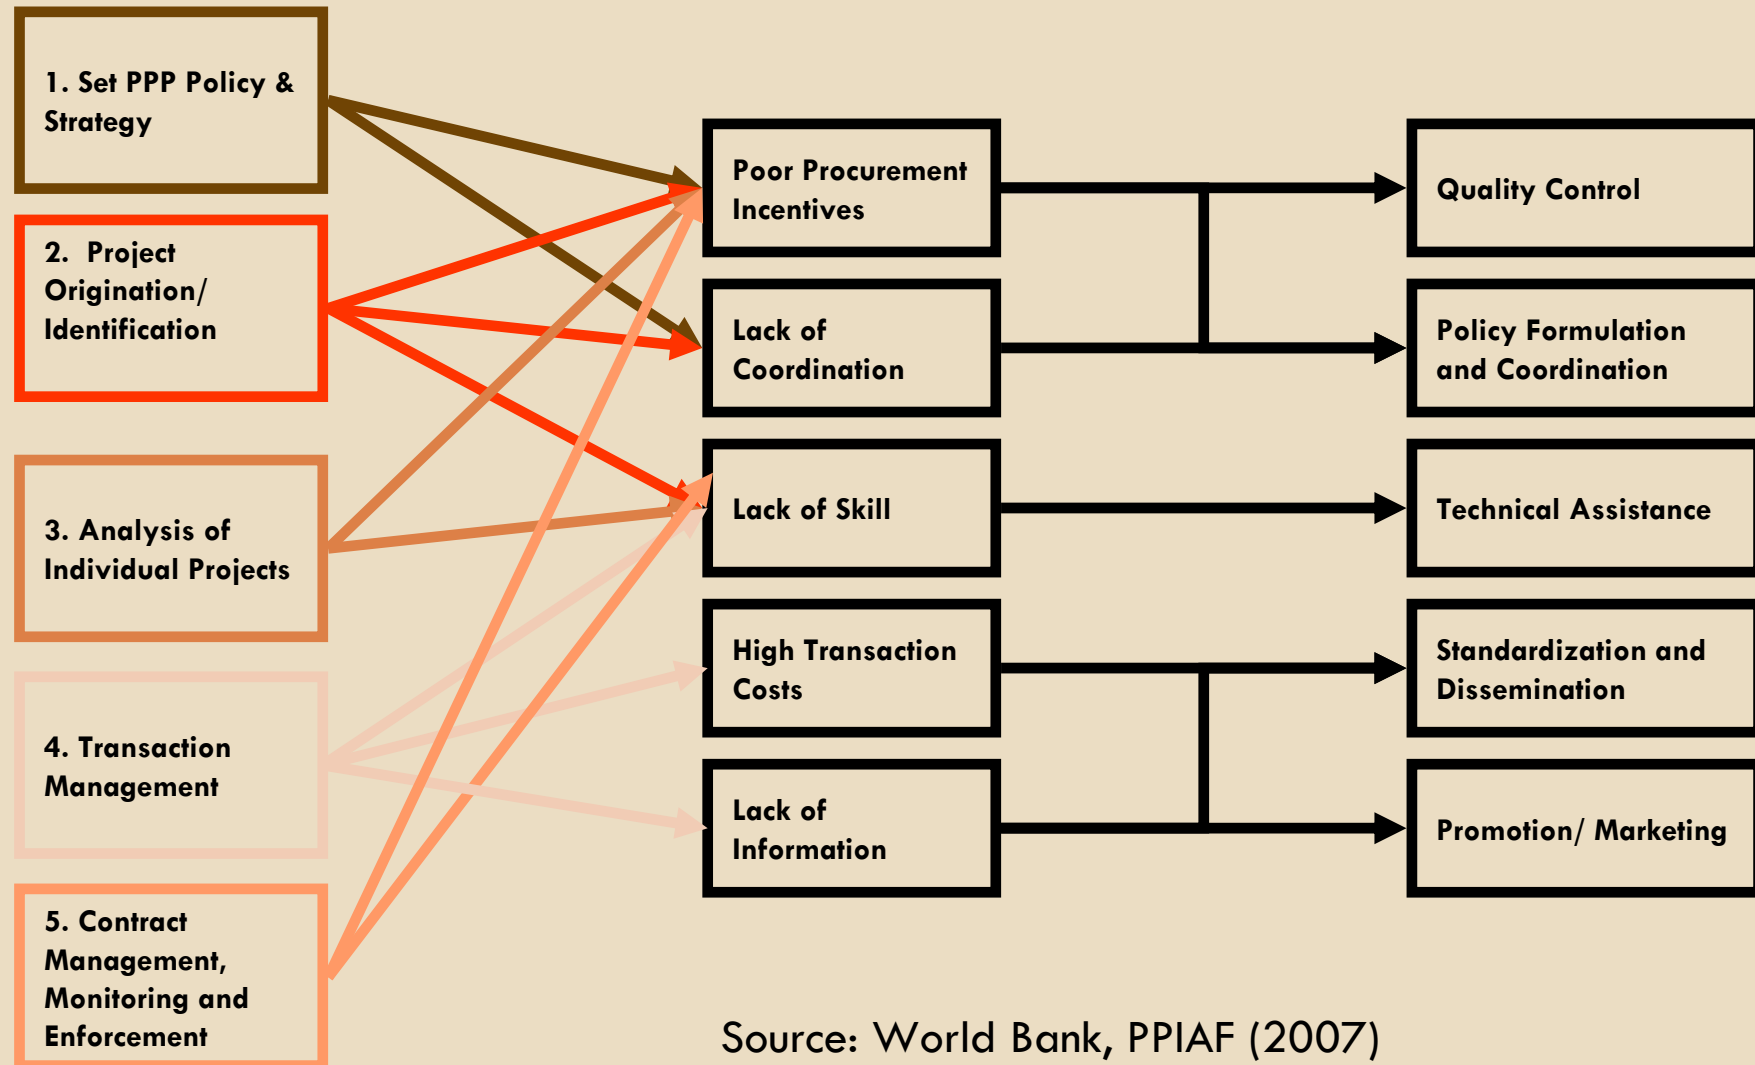 1. Set PPP Policy &
Strategy
2. Project
Origination/
Identification
3. Analysis of
Individual Projects
4. Transaction
Management
5. Contract
Management,
Monitoring and
Enforcement
Poor Procurement
Incentives
Lack of
Coordination
Lack of Skill
High Transaction
Costs
Lack of
Information
Quality Control
Policy Formulation
and Coordination
Technical Assistance
Standardization and
Dissemination
Promotion/ Marketing
Source: World Bank, PPIAF (2007)